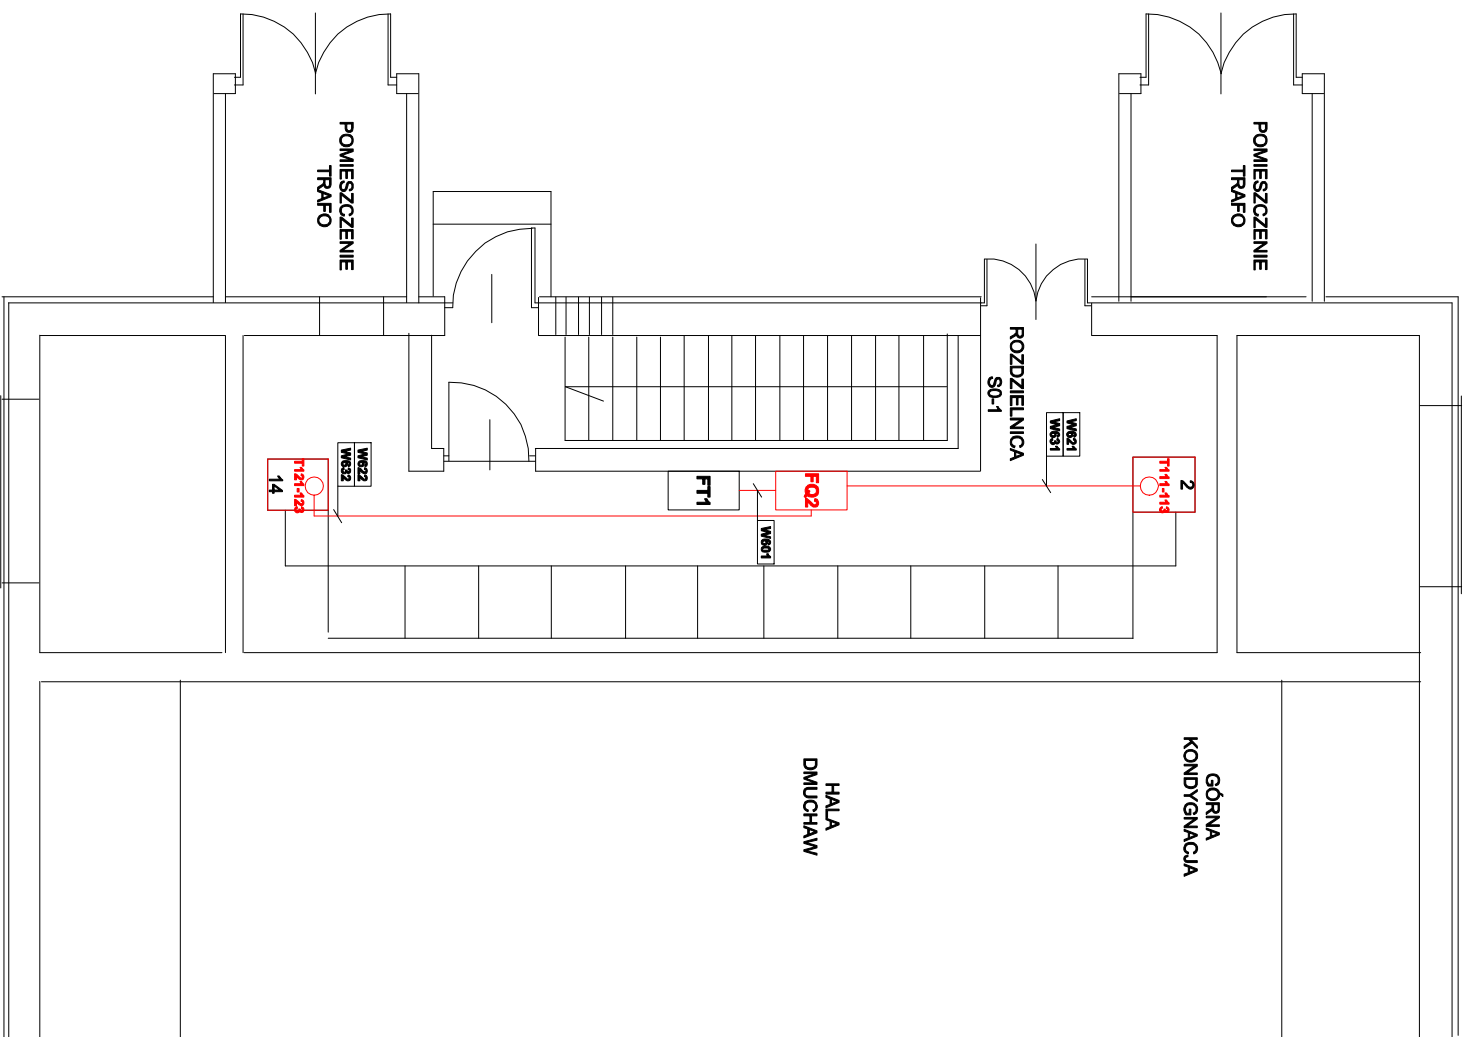 POMIESZCZENIE
TRAFO
POMIESZCZENIE
TRAFO
ROZDZIELNICA
S0-1
W621
W631
2
T111-113
W622
W632
T121-123
14
FT1
FQ2
W601
GÓRNA
KONDYGNACJA
HALA
DMUCHAW